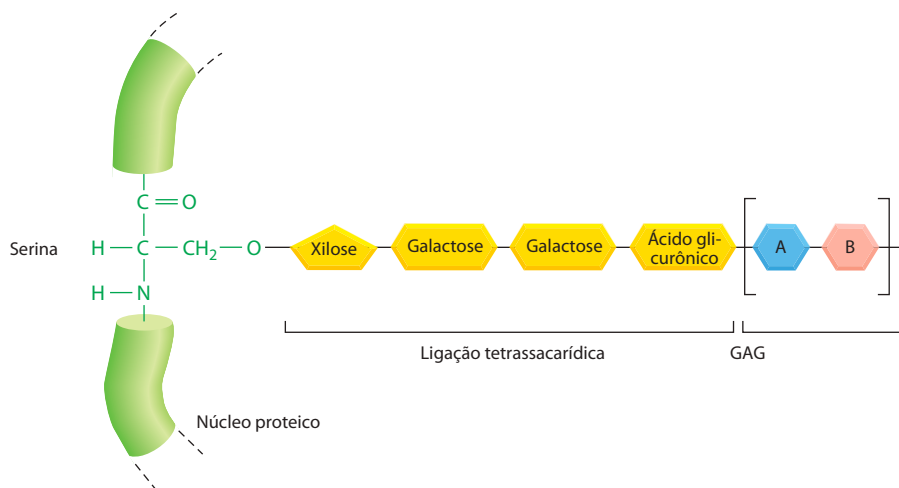 C=O
Serina
H—C—CH₂—O
Xilose
Galactose
Galactose
Ácido gli-
curônico
A
B
H—N
Ligação tetrassacarídica
GAG
Núcleo proteico